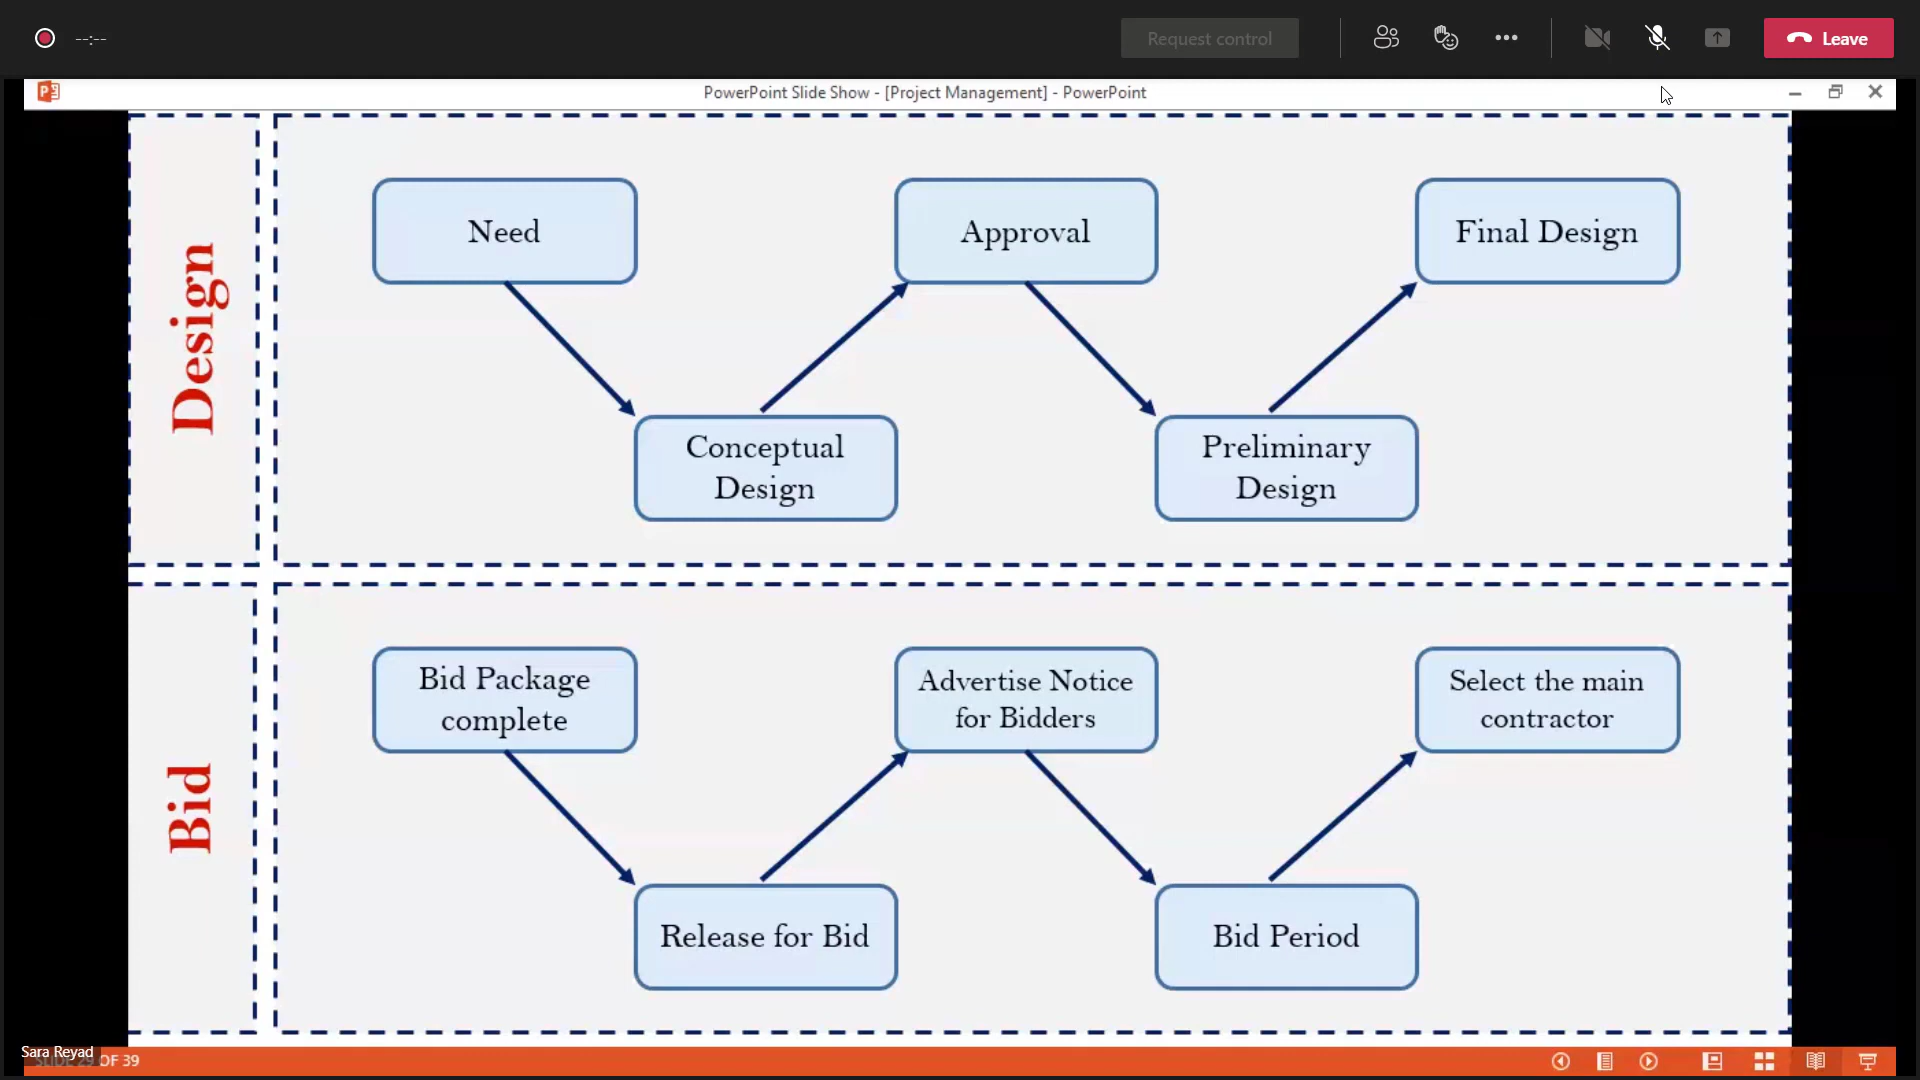 --:--
Request control
Leave
PowerPoint Slide Show - [Project Management] - PowerPoint
Design
Need
Approval
Final Design
Conceptual
Design
Preliminary
Design
Bid
Bid Package
complete
Advertise Notice
for Bidders
Select the main
contractor
Release for Bid
Bid Period
Sara Reyad
SLIDE 29 OF 39